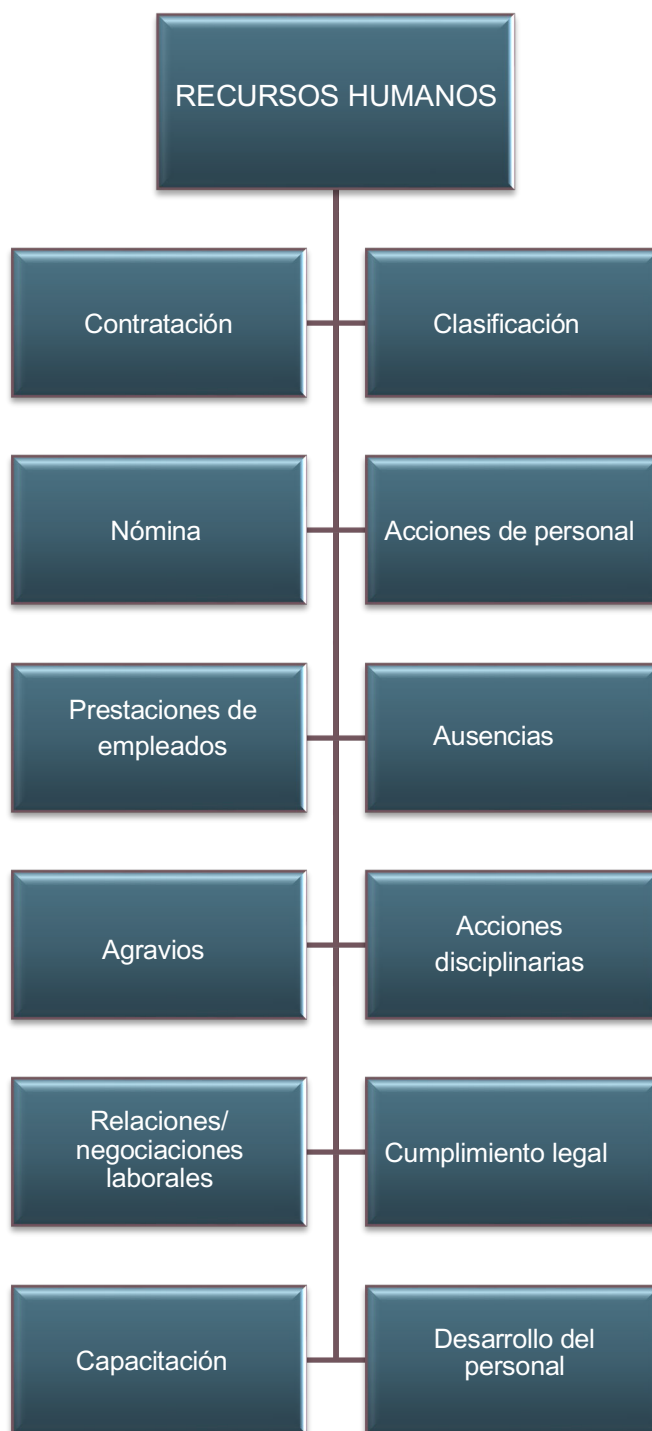 RECURSOS HUMANOS
Contratación
Clasificación
Nómina
Acciones de personal
Prestaciones de
empleados
Ausencias
Agravios
Acciones
disciplinarias
Relaciones/
negociaciones
laborales
Cumplimiento legal
Capacitación
Desarrollo del
personal